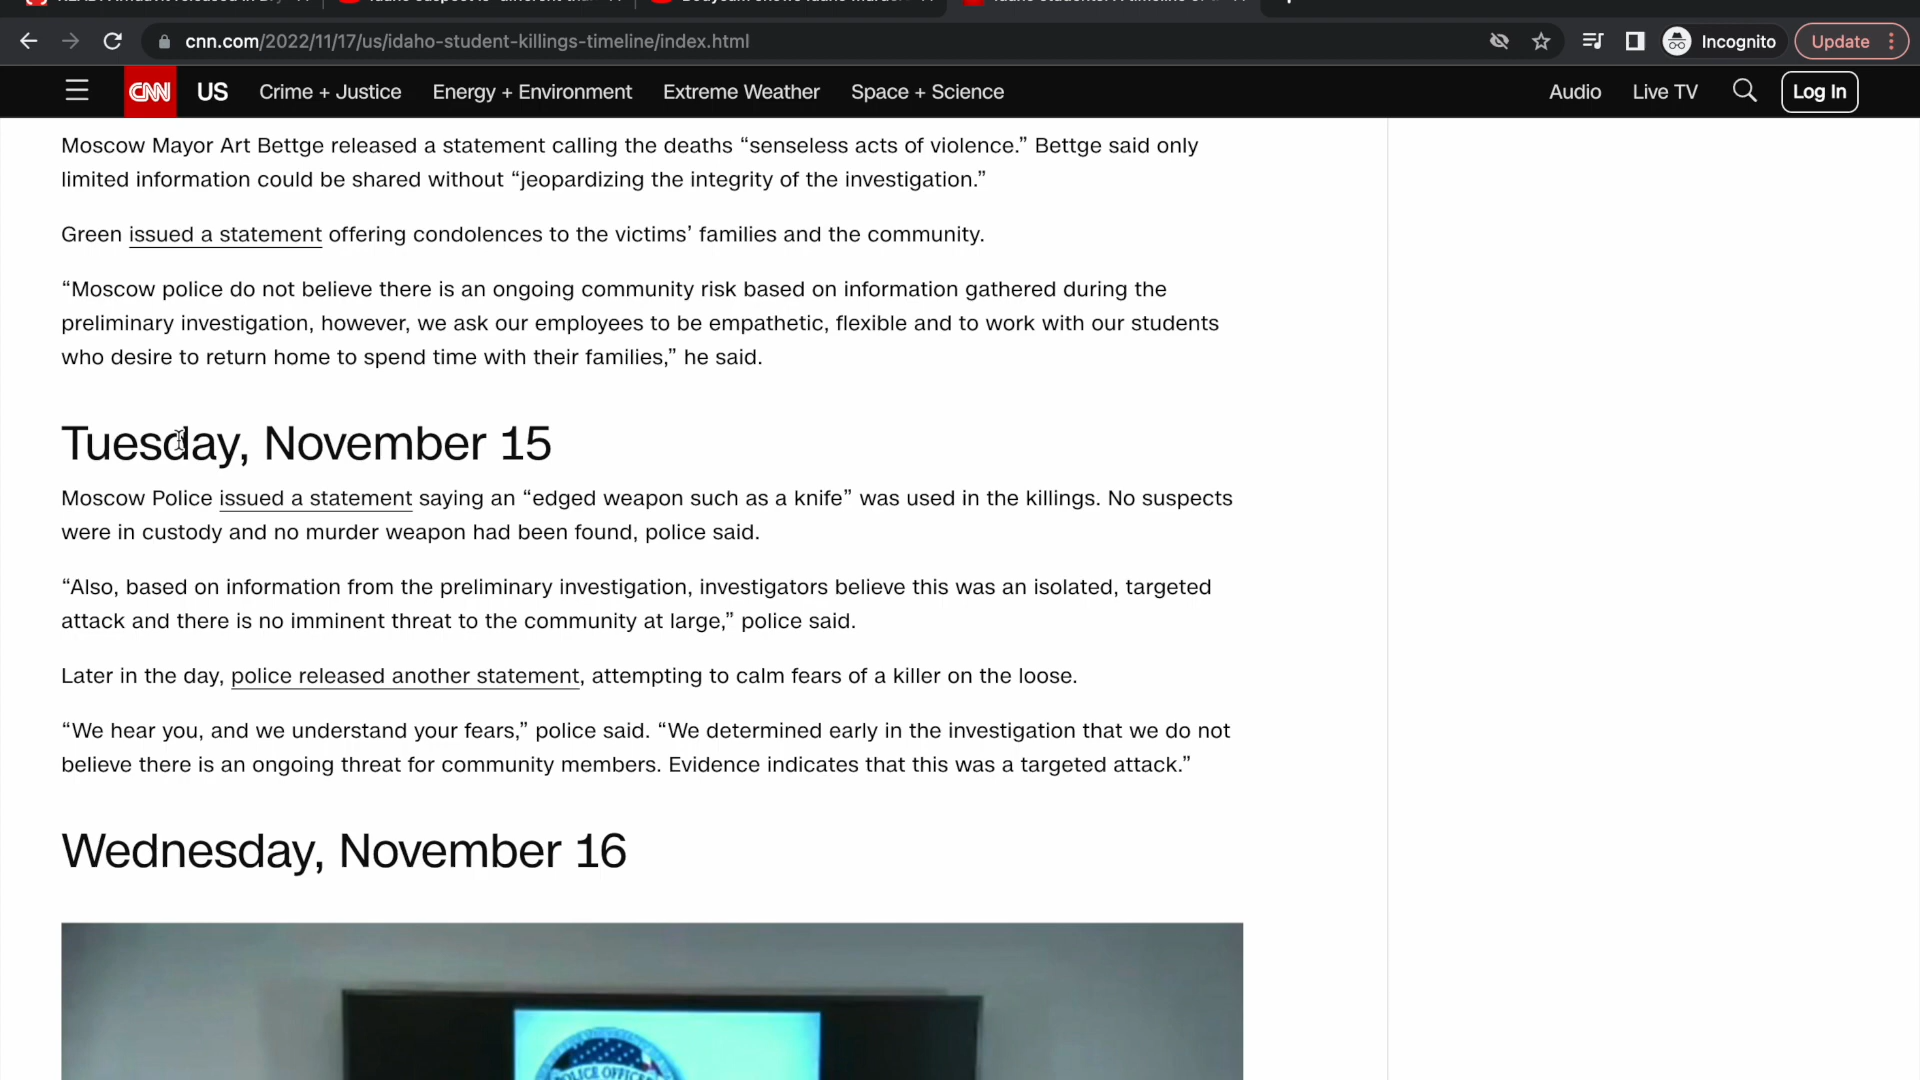 cnn.com/2022/11/17/us/idaho-student-killings-timeline/index.html
Incognito
Update
CNN
US
Crime + Justice
Energy + Environment
Extreme Weather
Space + Science
Audio
Live TV
Log In
Moscow Mayor Art Bettge released a statement calling the deaths “senseless acts of violence.” Bettge said only
limited information could be shared without “jeopardizing the integrity of the investigation.”
Green issued a statement offering condolences to the victims’ families and the community.
“Moscow police do not believe there is an ongoing community risk based on information gathered during the
preliminary investigation, however, we ask our employees to be empathetic, flexible and to work with our students
who desire to return home to spend time with their families,” he said.
Tuesday, November 15
Moscow Police issued a statement saying an “edged weapon such as a knife” was used in the killings. No suspects
were in custody and no murder weapon had been found, police said.
“Also, based on information from the preliminary investigation, investigators believe this was an isolated, targeted
attack and there is no imminent threat to the community at large,” police said.
Later in the day, police released another statement, attempting to calm fears of a killer on the loose.
“We hear you, and we understand your fears,” police said. “We determined early in the investigation that we do not
believe there is an ongoing threat for community members. Evidence indicates that this was a targeted attack.”
Wednesday, November 16
POLICE OFFICE